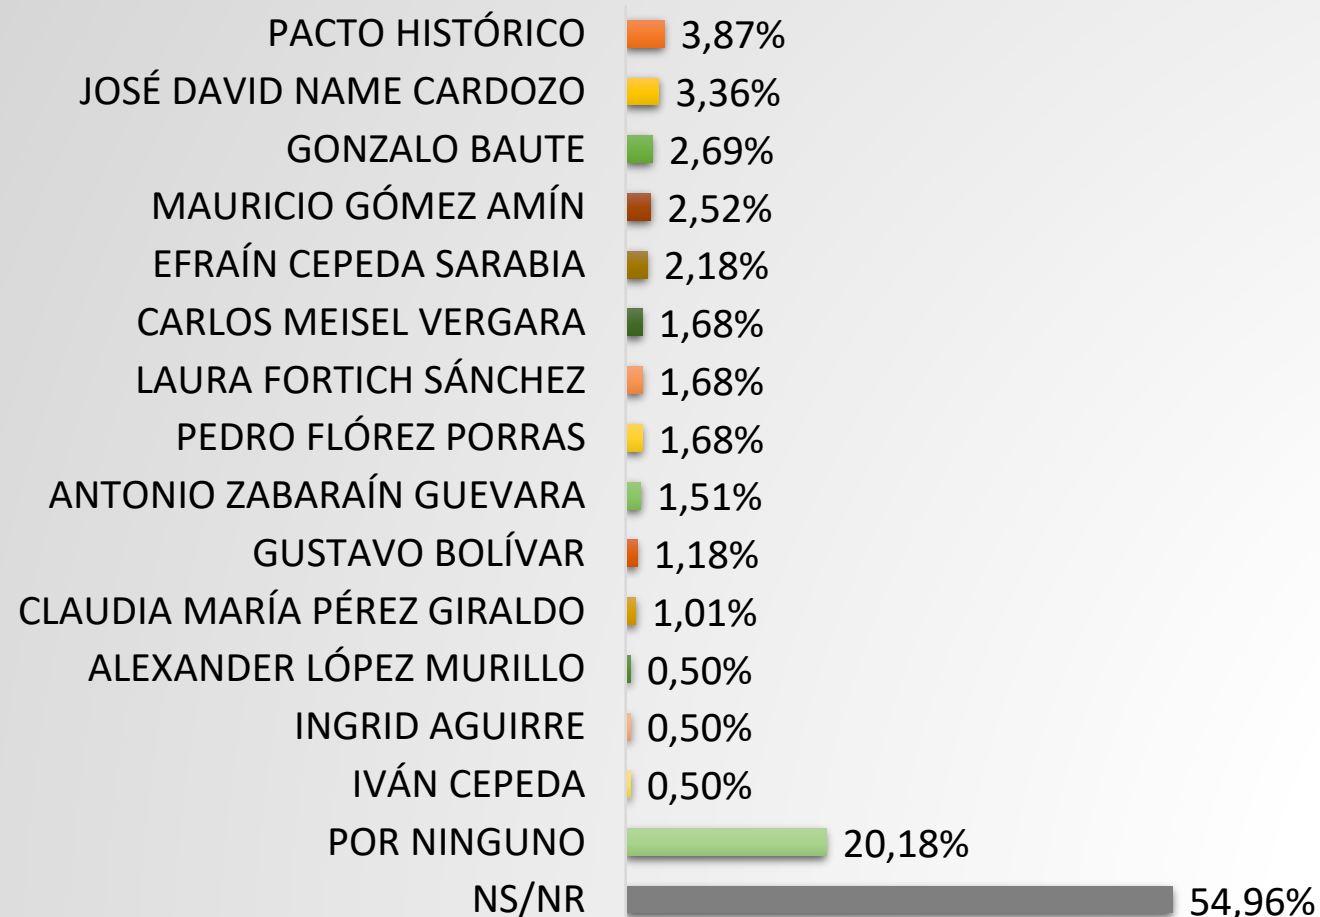 PACTO HISTÓRICO 3,87%
JOSÉ DAVID NAME CARDOZO 3,36%
GONZALO BAUTE 2,69%
MAURICIO GÓMEZ AMÍN 2,52%
EFRAÍN CEPEDA SARABIA 2,18%
CARLOS MEISEL VERGARA 1,68%
LAURA FORTICH SÁNCHEZ 1,68%
PEDRO FLÓREZ PORRAS 1,68%
ANTONIO ZABARAÍN GUEVARA 1,51%
GUSTAVO BOLÍVAR 1,18%
CLAUDIA MARÍA PÉREZ GIRALDO 1,01%
ALEXANDER LÓPEZ MURILLO 0,50%
INGRID AGUIRRE 0,50%
IVÁN CEPEDA 0,50%
POR NINGUNO 20,18%
NS/NR 54,96%